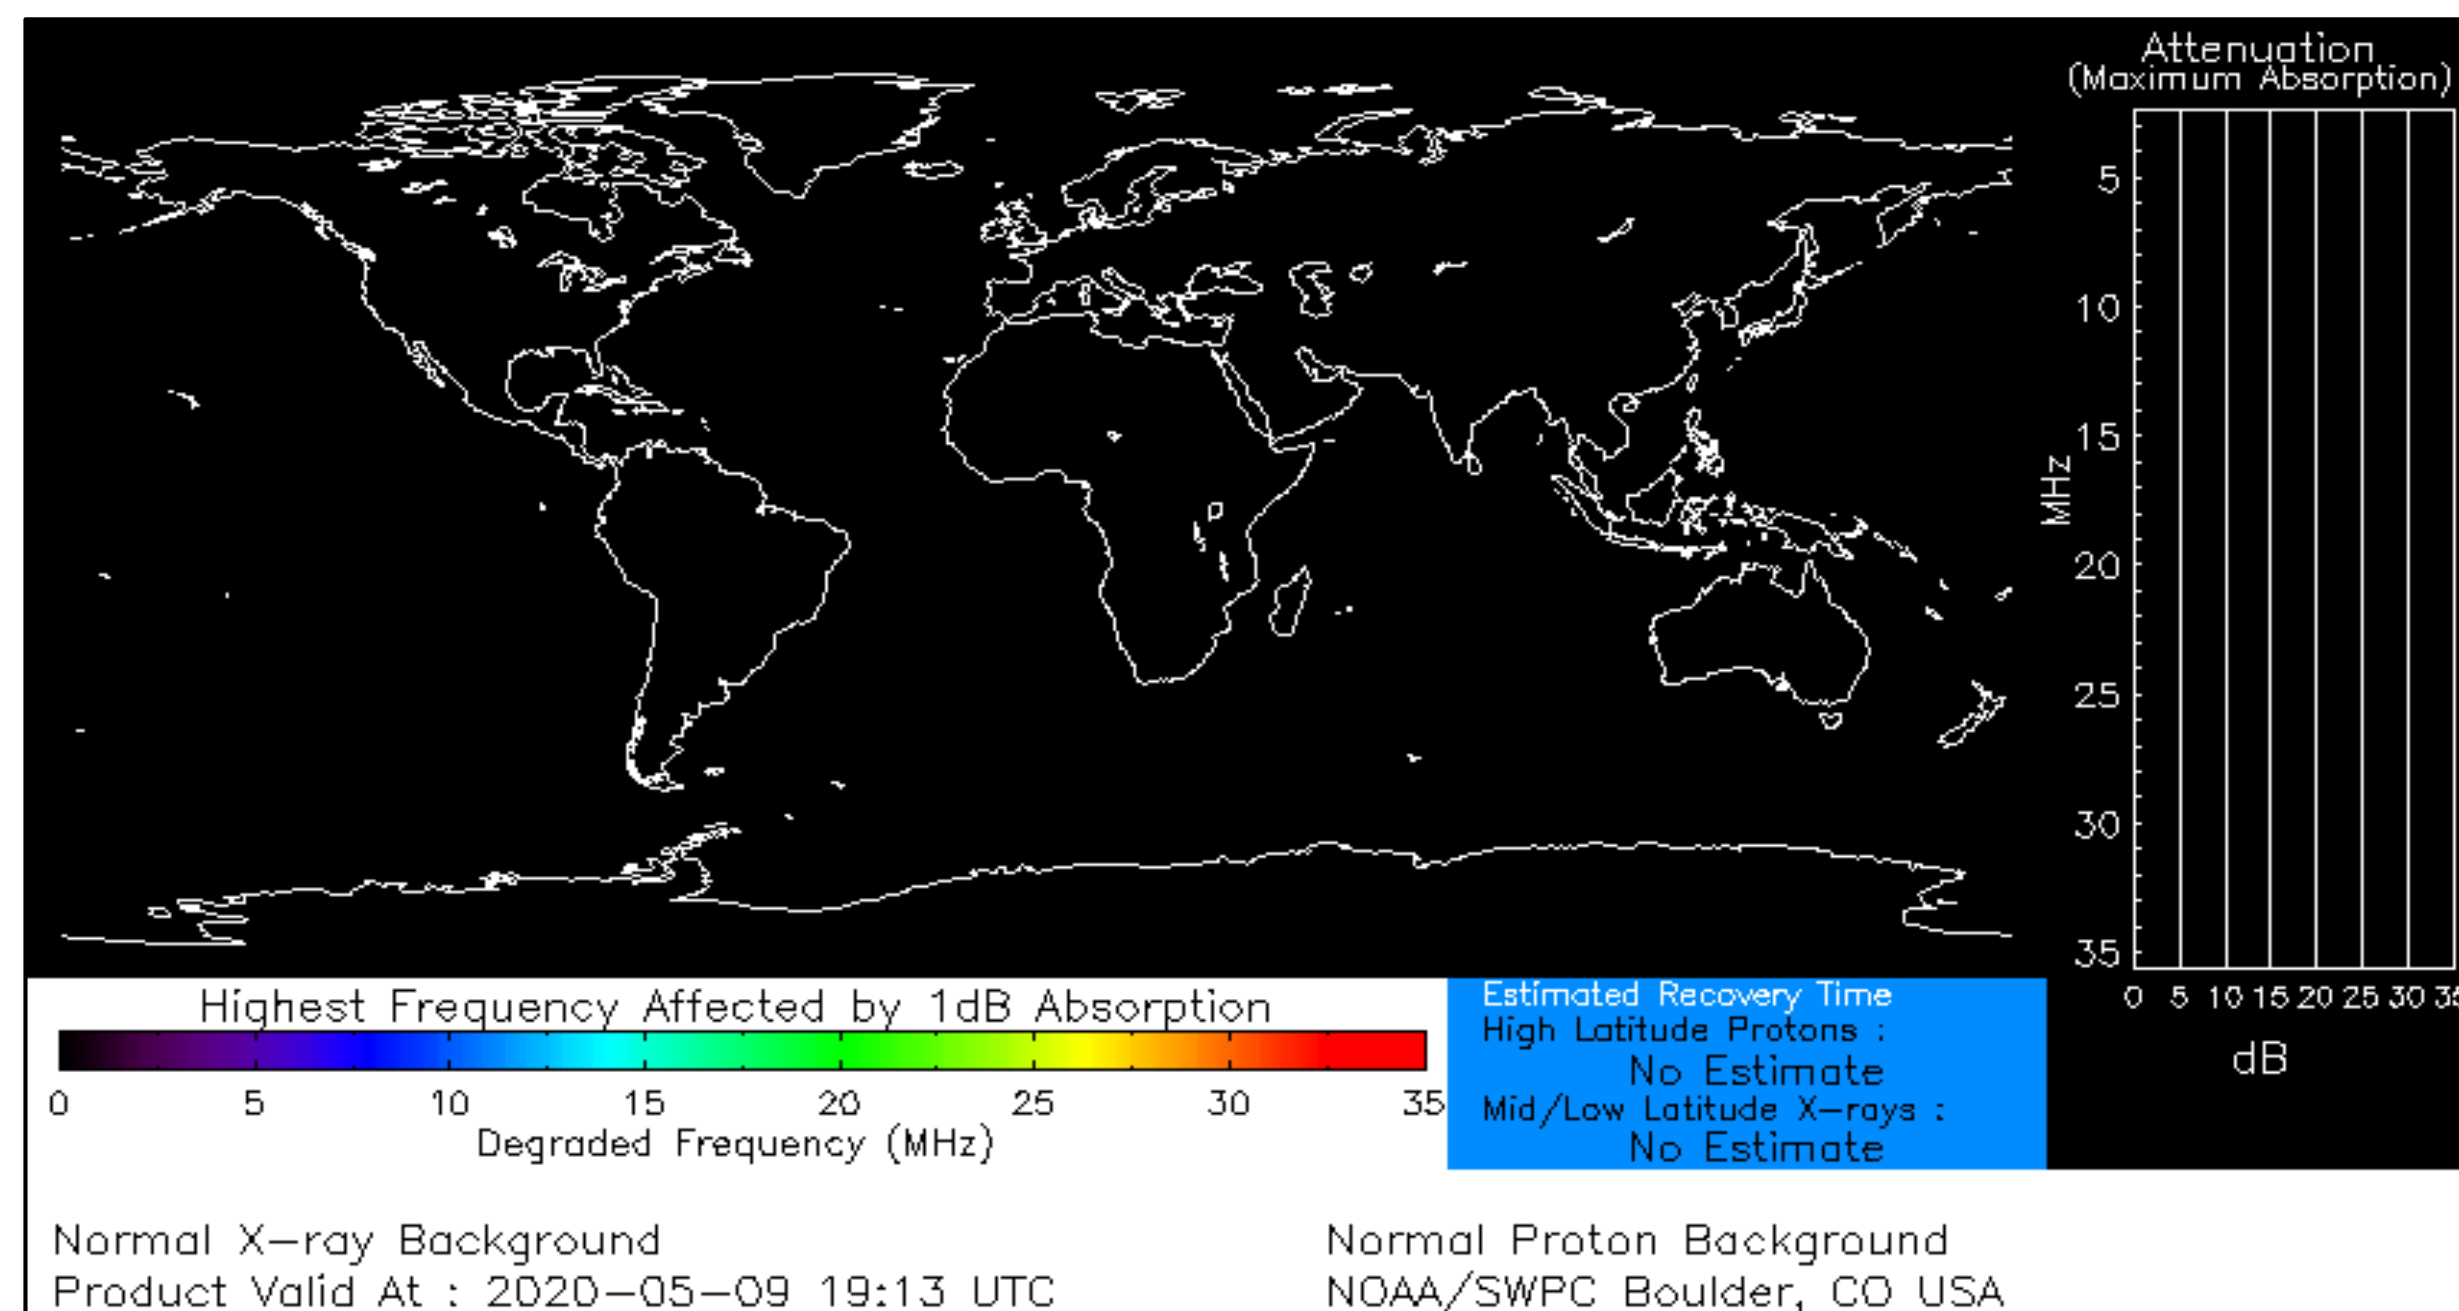 Attenuation
(Maximum Absorption)
5
10
15
20
25
30
35
MHz
0 5 10 15 20 25 30 35
dB
Highest Frequency Affected by 1dB Absorption
0 5 10 15 20 25 30 35
Degraded Frequency (MHz)
Estimated Recovery Time
High Latitude Protons :
No Estimate
Mid/Low Latitude X-rays :
No Estimate
Normal X-ray Background
Normal Proton Background
Product Valid At : 2020-05-09 19:13 UTC
NOAA/SWPC Boulder, CO USA